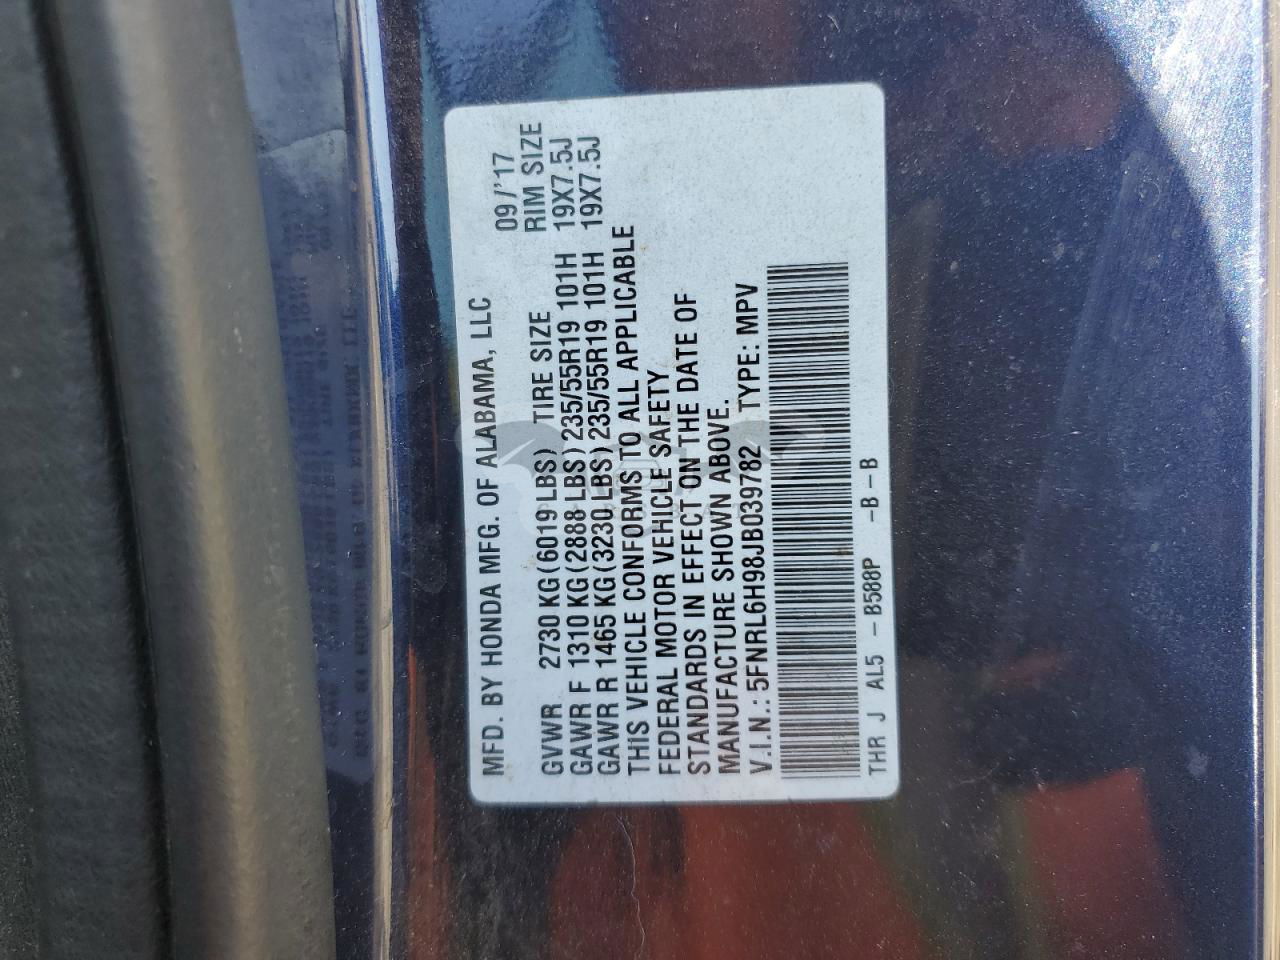 MFD. BY HONDA MFG. OF ALABAMA, LLC 09/'17
GVWR 2730 KG (6019 LBS) TIRE SIZE RIM SIZE
GAWR F 1310 KG (2888 LBS) 235/55R19 101H 19X7.5J
GAWR R 1465 KG (3230 LBS) 235/55R19 101H 19X7.5J
THIS VEHICLE CONFORMS TO ALL APPLICABLE
FEDERAL MOTOR VEHICLE SAFETY
STANDARDS IN EFFECT ON THE DATE OF
MANUFACTURE SHOWN ABOVE.
V.I.N.: 5FNRL6H98JB039782 TYPE: MPV
THR J AL5 - B588P -B-B